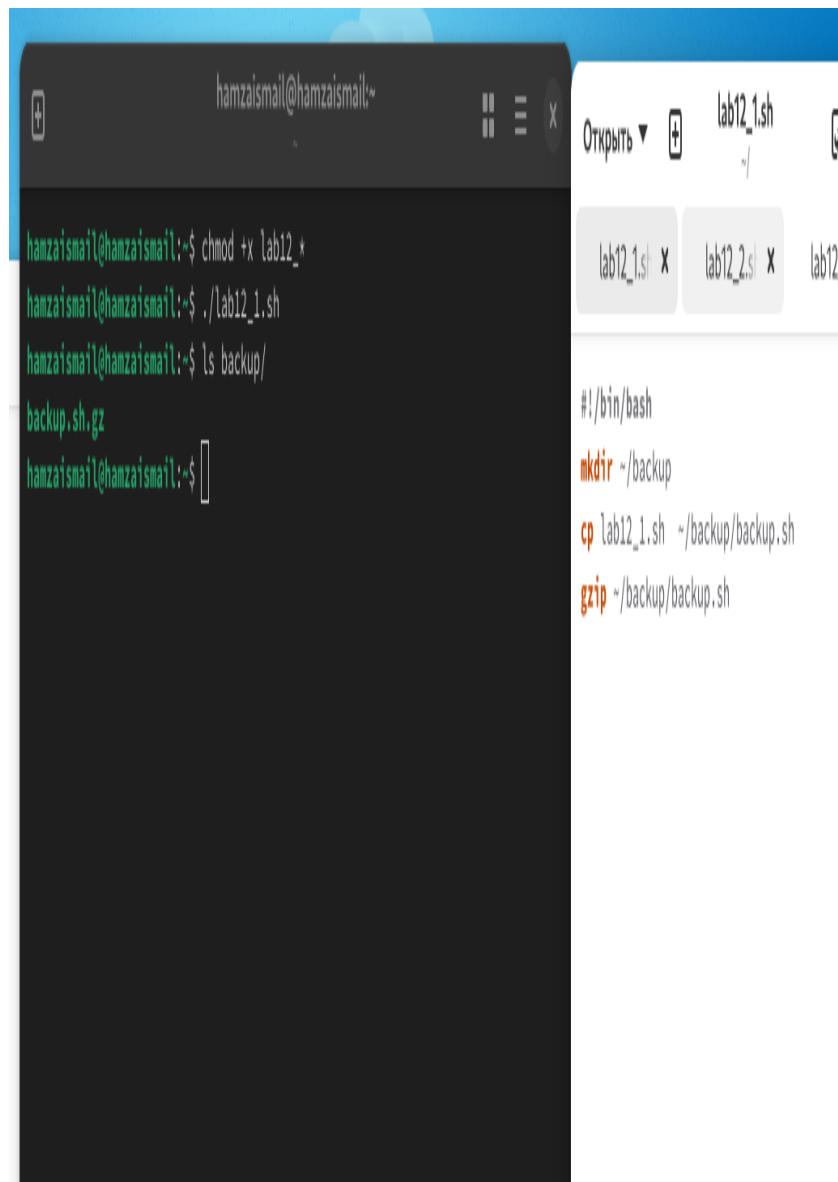 hamzaismail@hamzaismail:~
~
hamzaismail@hamzaismail:~$ chmod +x lab12_*
hamzaismail@hamzaismail:~$ ./lab12_1.sh
hamzaismail@hamzaismail:~$ ls backup/
backup.sh.gz
hamzaismail@hamzaismail:~$
Открыть
lab12_1.sh
~/
lab12_1.sh
lab12_2.s
lab12
#!/bin/bash
mkdir ~/backup
cp lab12_1.sh ~/backup/backup.sh
gzip ~/backup/backup.sh